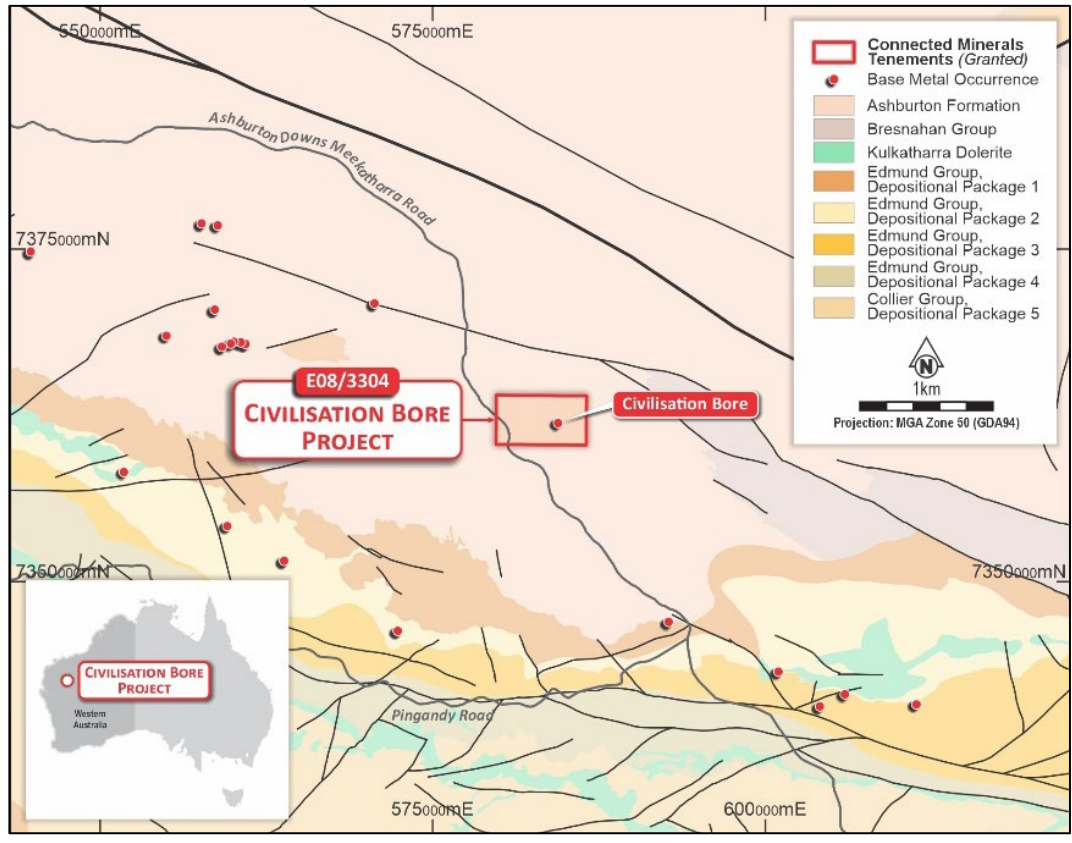 550000mE
575000mE
Connected Minerals
Tenements (Granted)
Base Metal Occurrence
Ashburton Formation
Bresnahan Group
Kulkatharra Dolerite
Edmund Group,
Depositional Package 1
Edmund Group,
Depositional Package 2
Edmund Group,
Depositional Package 3
Edmund Group,
Depositional Package 4
Collier Group,
Depositional Package 5
N
1km
Projection: MGA Zone 50 (GDA94)
Ashburton Downs Meekatharra Road
7375000mN
E08/3304
CIVILISATION BORE
PROJECT
Civilisation Bore
7350000mN
7350000mN
CIVILISATION BORE
PROJECT
Western
Australia
Pingandy Road
575000mE
600000mE